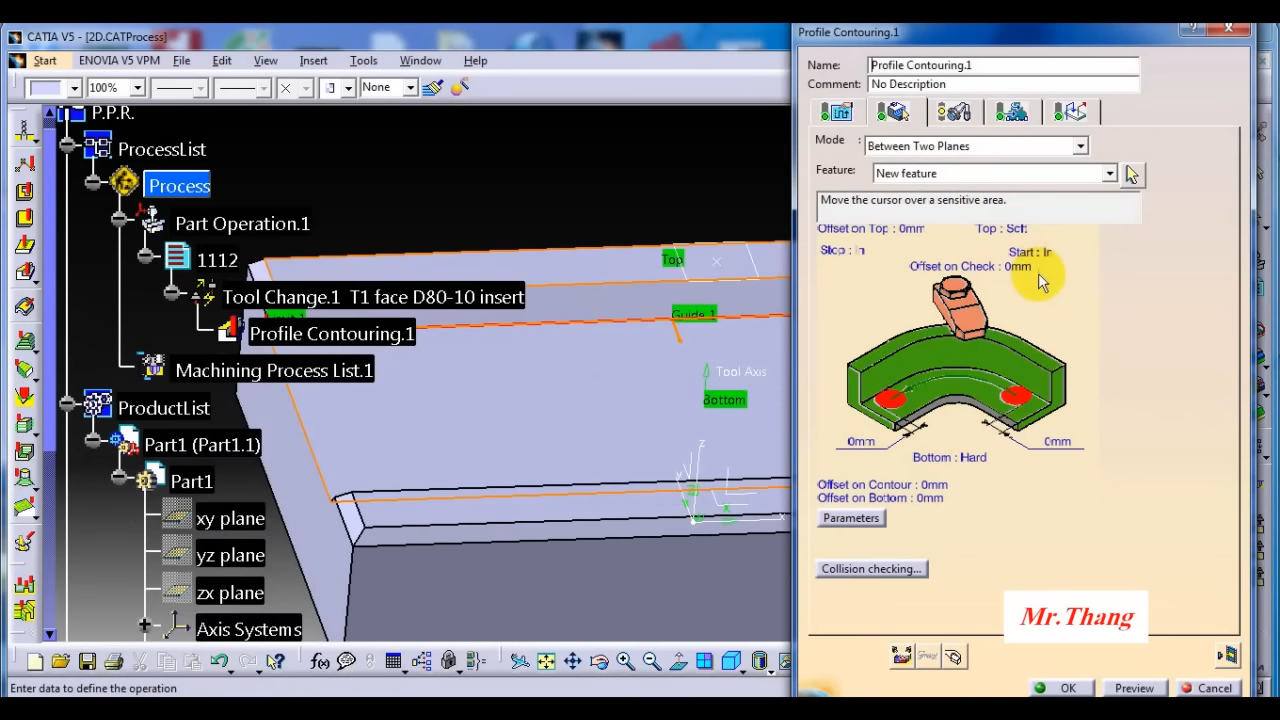 CATIA V5 - [2D.CATProcess]
Start ENOVIA V5 VPM File Edit View Insert Tools Window Help
100% None
P.P.R.
ProcessList
Process
Part Operation.1
1112
Tool Change.1 T1 face D80-10 insert
Profile Contouring.1
Machining Process List.1
ProductList
Part1 (Part1.1)
Part1
xy plane
yz plane
zx plane
Axis Systems
Top
Guide 1
Tool Axis
Bottom
z
x
Enter data to define the operation
Profile Contouring.1
Name: Profile Contouring.1
Comment: No Description
Mode : Between Two Planes
Feature: New feature
Move the cursor over a sensitive area.
Offset on Top : 0mm Top : Soft
Stop : In Start : In
Offset on Check : 0mm
0mm 0mm
Bottom : Hard
Offset on Contour : 0mm
Offset on Bottom : 0mm
Parameters
Collision checking...
Mr.Thang
OK Preview Cancel